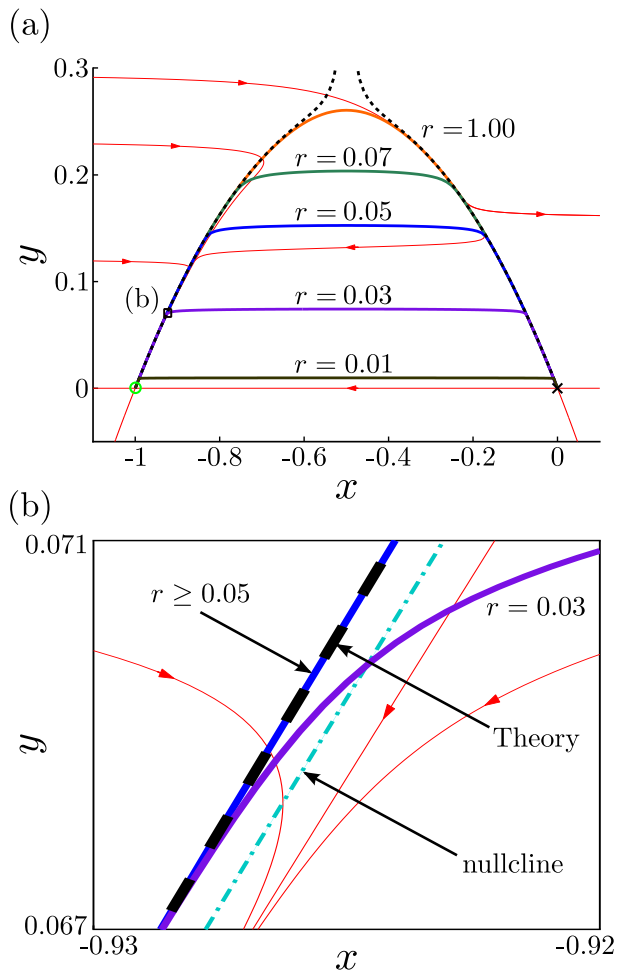 (a)
0.3
r = 1.00
r = 0.07
0.2
r = 0.05
y
0.1
(b)
r = 0.03
r = 0.01
0
-1
-0.8
-0.6
-0.4
-0.2
0
x
(b)
0.071
r ≥ 0.05
r = 0.03
y
Theory
nullcline
0.067
-0.93
x
-0.92